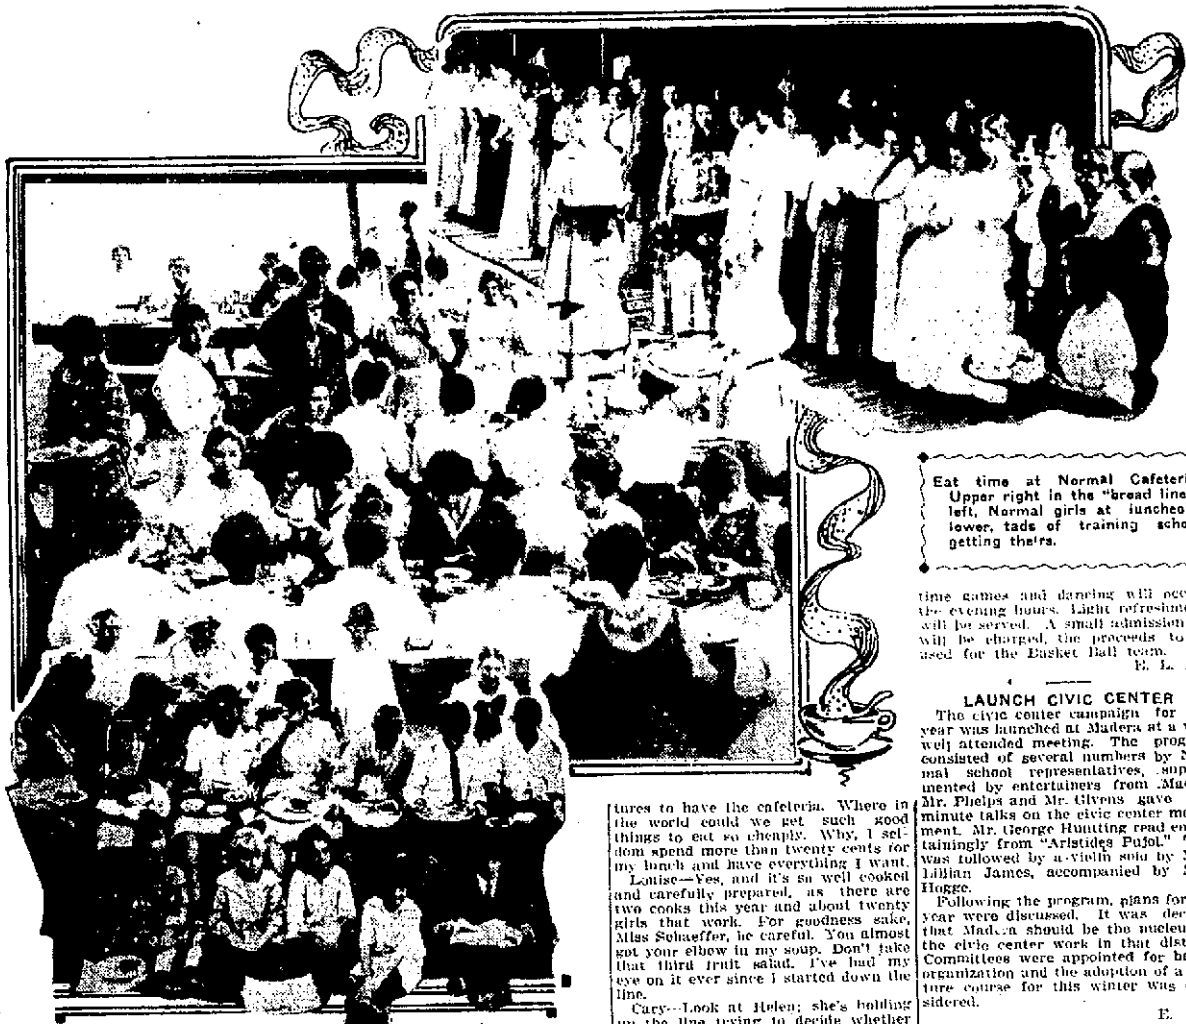 Eat time at Normal Cafeteri
Upper right in the "bread line
left, Normal girls at luncheo
lower, tads of training scho
getting theirs.
time games and dancing will occ
the evening hours. Light refreshme
will be served. A small admission
will be charged, the proceeds to
used for the Basket Ball team.
E. L.
LAUNCH CIVIC CENTER
The civic center campaign for
year was launched at Madera at a v
well attended meeting. The prog
consisted of several numbers by N
mal school representatives, sup
mented by entertainers from Mad
Mr. Phelps and Mr. Givens gave
minute talks on the civic center mo
ment. Mr. George Huntting read en
tainingly from "Aristides Pujol."
was followed by a violin solo by
Lillian James, accompanied by
Hogge.
Following the program, plans for
year were discussed. It was dec
that Madera should be the nucleu
the civic center work in that dist
Committees were appointed for
organization and the adoption of a
ture course for this winter was
sidered.
E.
tures to have the cafeteria. Where in
the world could we get such good
things to eat so cheaply. Why, I sel-
dom spend more than twenty cents for
my lunch and have everything I want.
Louise—Yes, and it's so well cooked
and carefully prepared, as there are
two cooks this year and about twenty
girls that work. For goodness sake,
Miss Schaeffer, be careful. You almost
got your elbow in my soup. Don't take
that third fruit salad. I've had my
eye on it ever since I started down the
line.
Cary—Look at Helen; she's holding
up the line trying to decide whether